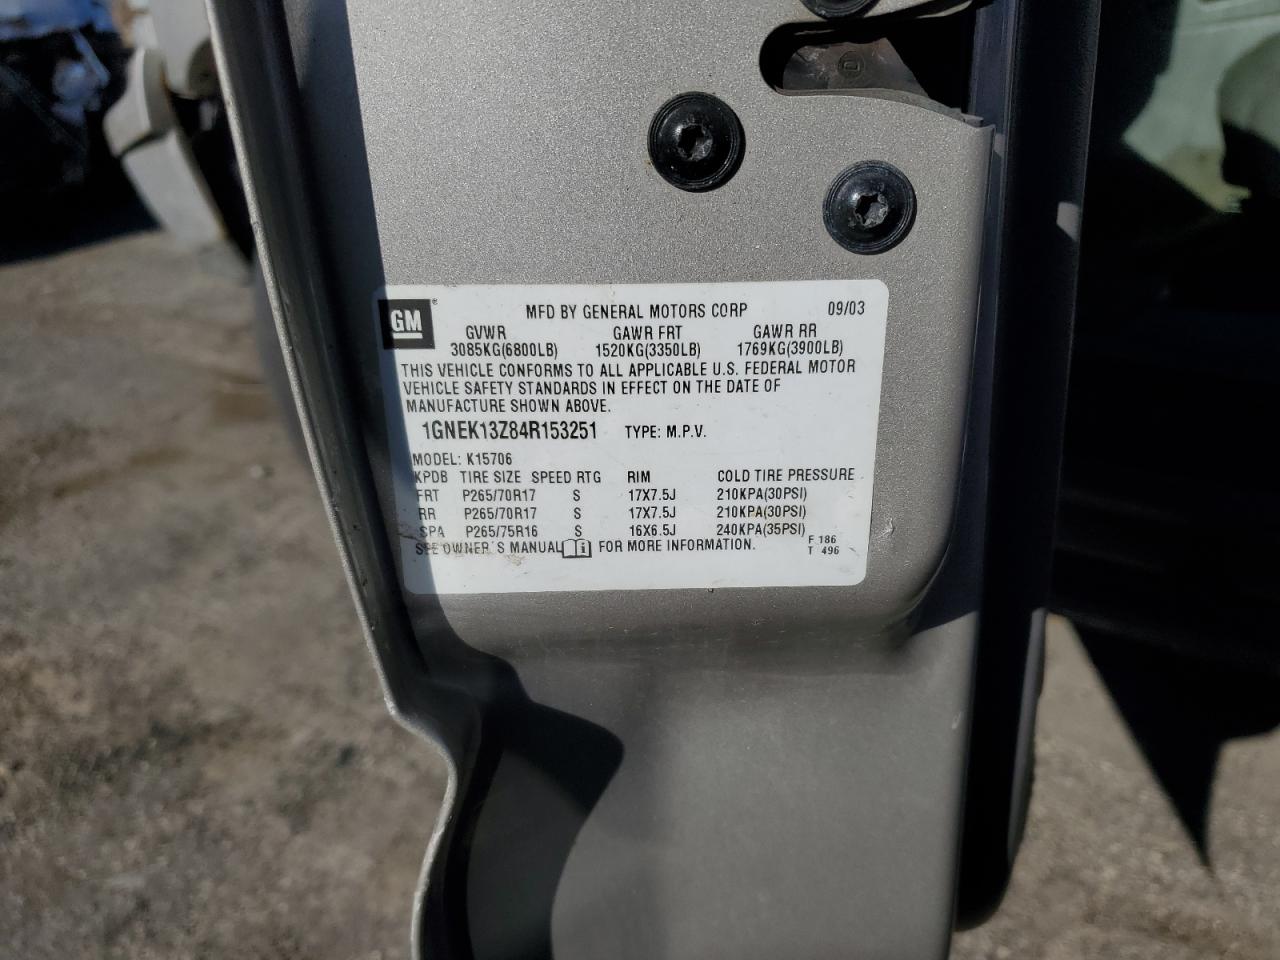 GM ® MFD BY GENERAL MOTORS CORP 09/03
GVWR GAWR FRT GAWR RR
3085KG(6800LB) 1520KG(3350LB) 1769KG(3900LB)
THIS VEHICLE CONFORMS TO ALL APPLICABLE U.S. FEDERAL MOTOR
VEHICLE SAFETY STANDARDS IN EFFECT ON THE DATE OF
MANUFACTURE SHOWN ABOVE.
1GNEK13Z84R153251 TYPE: M.P.V.
MODEL: K15706
KPDB TIRE SIZE SPEED RTG RIM COLD TIRE PRESSURE
FRT P265/70R17 S 17X7.5J 210KPA(30PSI)
RR P265/70R17 S 17X7.5J 210KPA(30PSI)
SPA P265/75R16 S 16X6.5J 240KPA(35PSI)
SEE OWNER'S MANUAL FOR MORE INFORMATION. F 186
T 496